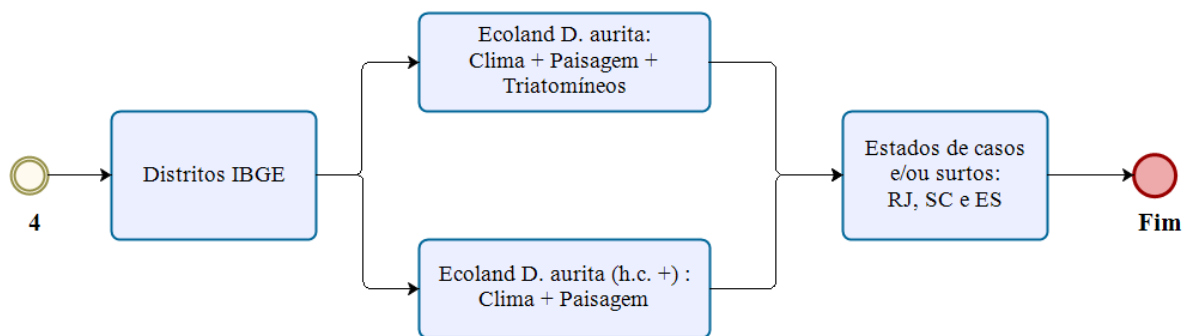 4
Distritos IBGE
Ecoland D. aurita:
Clima + Paisagem +
Triatomíneos
Ecoland D. aurita (h.c. +) :
Clima + Paisagem
Estados de casos
e/ou surtos:
RJ, SC e ES
Fim